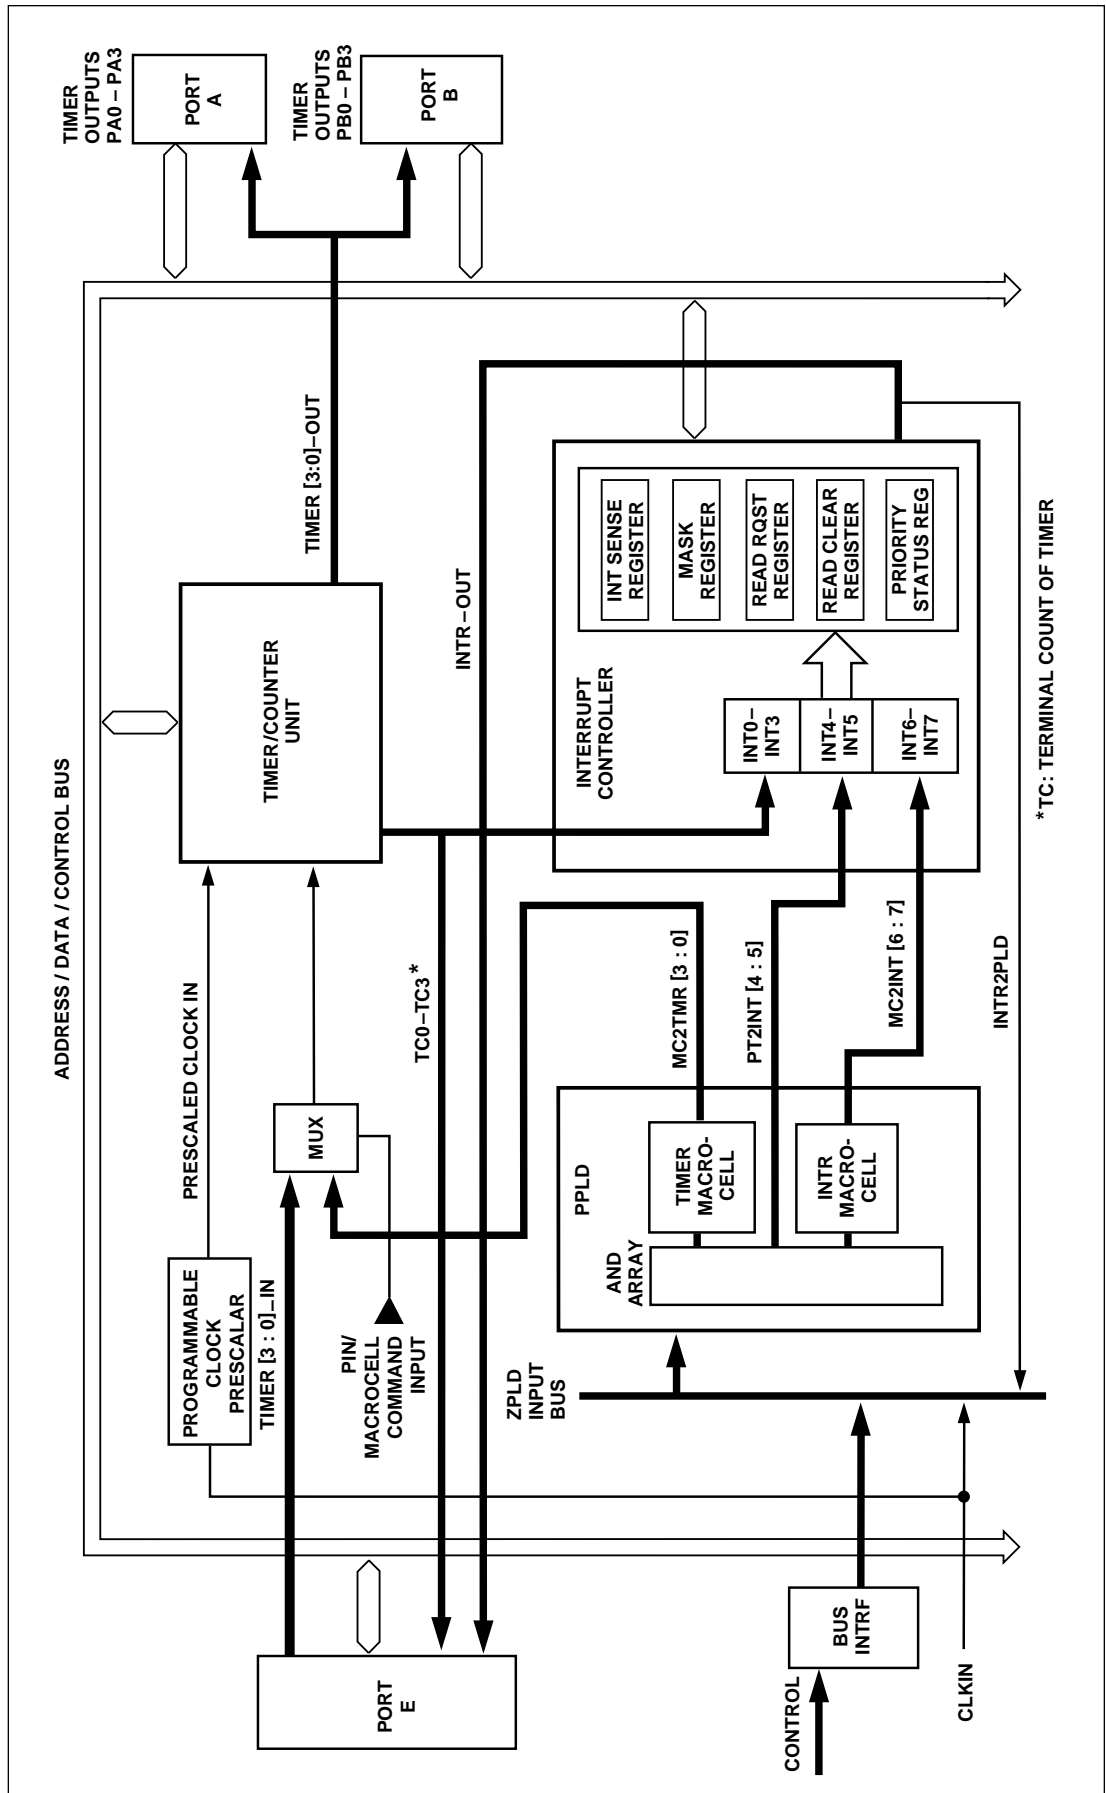 ADDRESS / DATA / CONTROL BUS
TIMER
OUTPUTS
PA0 – PA3
PORT
A
TIMER
OUTPUTS
PB0 – PB3
PORT
B
PROGRAMMABLE
CLOCK
PRESCALAR
PRESCALED CLOCK IN
TIMER/COUNTER
UNIT
TIMER [3:0]–OUT
TIMER [3 : 0]–IN
MUX
PIN/
MACROCELL
COMMAND
INPUT
TC0–TC3*
INTR–OUT
PORT
E
ZPLD
INPUT
BUS
PPLD
AND
ARRAY
TIMER
MACRO-
CELL
INTR
MACRO-
CELL
MC2TMR [3 : 0]
PT2INT [4 : 5]
MC2INT [6 : 7]
INTERRUPT
CONTROLLER
INT0–
INT3
INT4–
INT5
INT6–
INT7
INT SENSE
REGISTER
MASK
REGISTER
READ RQST
REGISTER
READ CLEAR
REGISTER
PRIORITY
STATUS REG
INTR2PLD
CONTROL
BUS
INTRF
CLKIN
*TC: TERMINAL COUNT OF TIMER